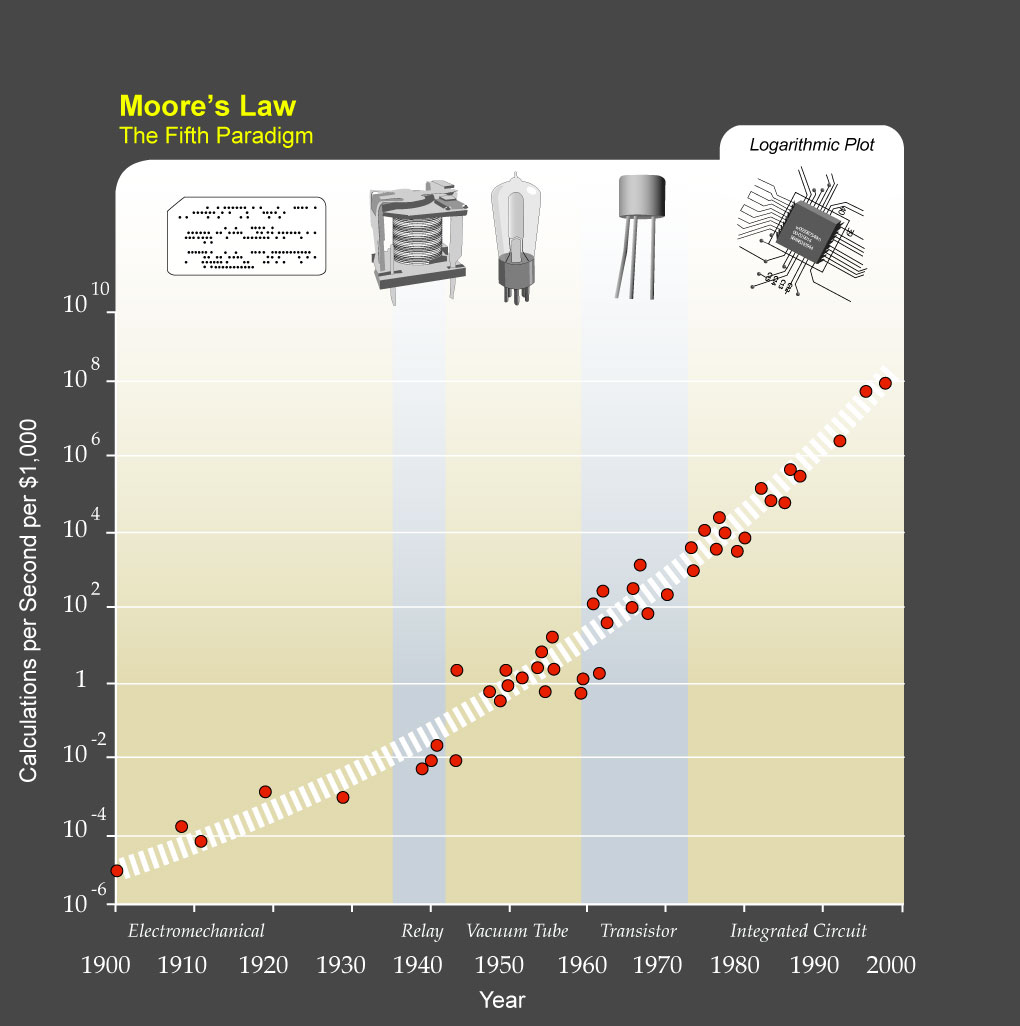 Moore's Law
The Fifth Paradigm
Logarithmic Plot
10 10
10 8
10 6
10 4
10 2
1
10 -2
10 -4
10 -6
Calculations per Second per $1,000
Electromechanical Relay Vacuum Tube Transistor Integrated Circuit
1900 1910 1920 1930 1940 1950 1960 1970 1980 1990 2000
Year